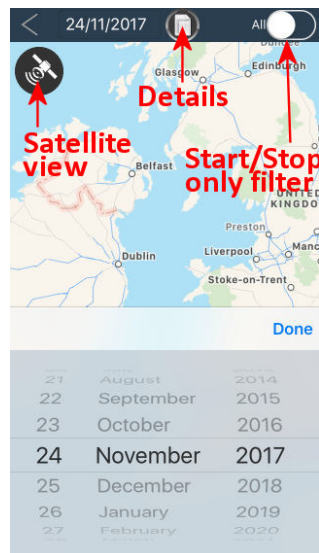 24/11/2017 All
Dundee
Glasgow Edinburgh
Details
Satellite view
Belfast
Start/Stop only filter
UNITED KINGDO
Preston
Dublin
Liverpool Manc
Stoke-on-Trent
Done
21 August 2014
22 September 2015
23 October 2016
24 November 2017
25 December 2018
26 January 2019
27 February 2020